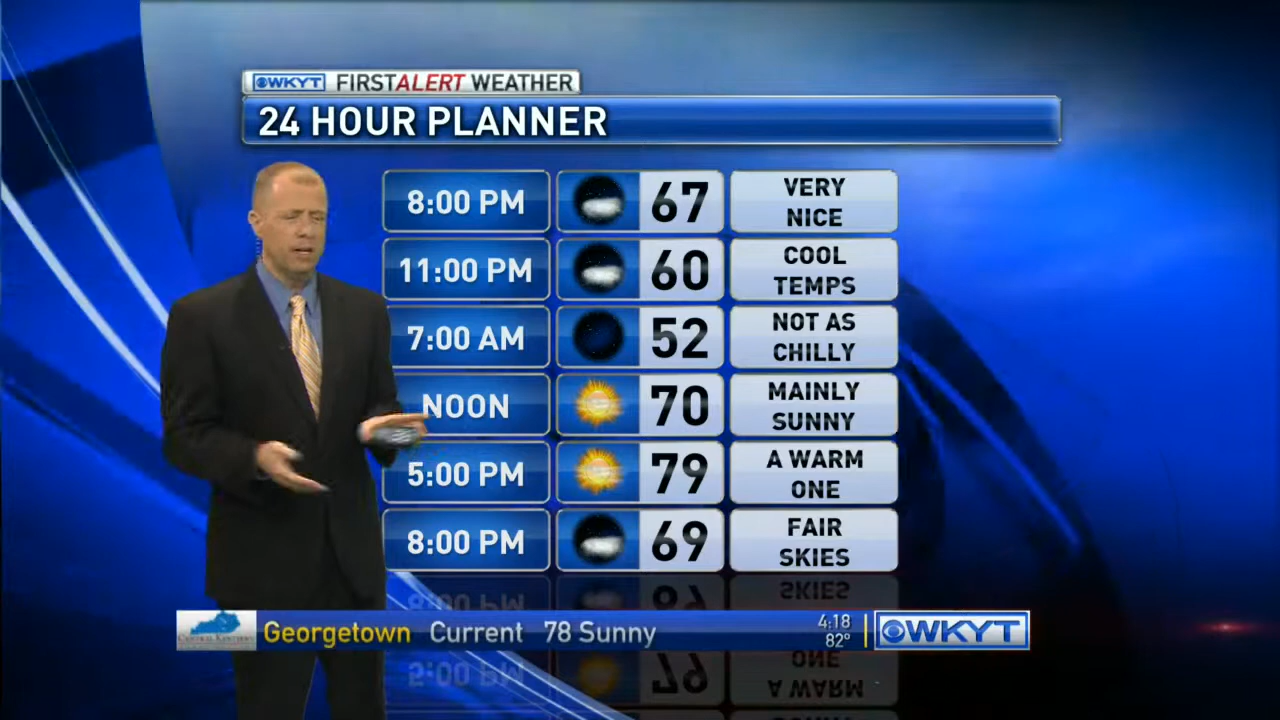 WKYT FIRSTALERT WEATHER
24 HOUR PLANNER
8:00 PM 67 VERY NICE
11:00 PM 60 COOL TEMPS
7:00 AM 52 NOT AS CHILLY
NOON 70 MAINLY SUNNY
5:00 PM 79 A WARM ONE
8:00 PM 69 FAIR SKIES
Georgetown Current 78 Sunny 4:18 82° WKYT
CENTRAL KENTUCKY